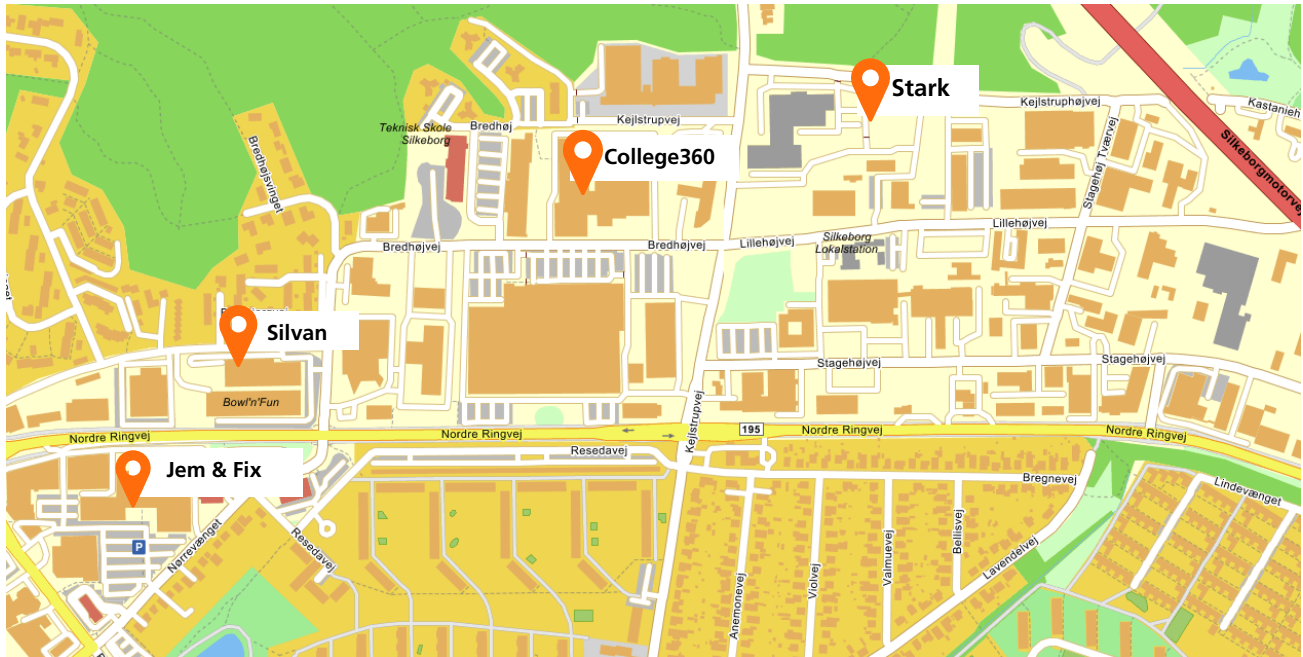 Stark
Kejlstruphøjvej
Kastanieh
Silkeborgmotorvej
Stagehøj Tværvej
Kejlstrupvej
Bredhøj
Teknisk Skole
Silkeborg
College360
Bredhøjsvinget
Lillehøjvej
Bredhøjvej
Bredhøjvej
Lillehøjvej
Silkeborg
Lokalstation
Silvan
Stagehøjvej
Stagehøjvej
Bowl'n'Fun
Kejlstrupvej
195
Nordre Ringvej
Nordre Ringvej
Nordre Ringvej
Nordre Ringvej
Resedavej
Jem & Fix
Bregnevej
Lindevænget
P
Nørrevænget
Resedavej
Anemonevej
Violvej
Valmuevej
Bellisvej
Lavendelvej